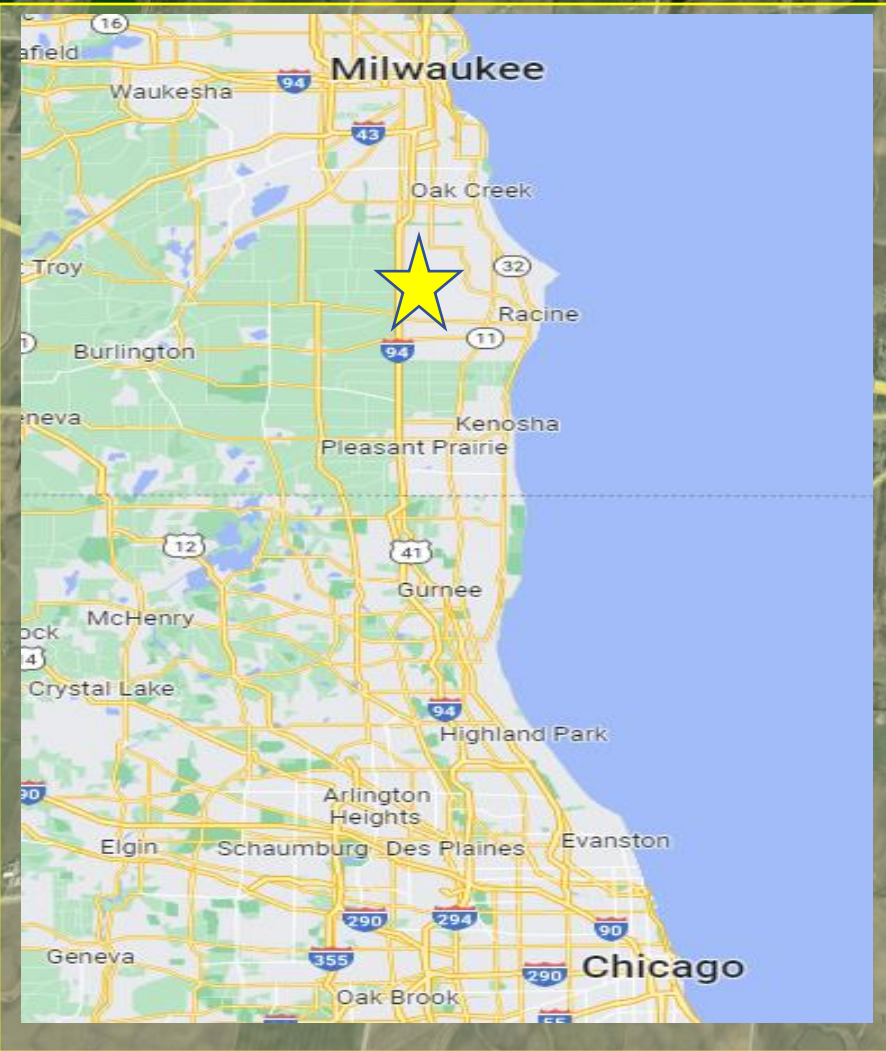 16
afield
Milwaukee
94
Waukesha
43
Oak Creek
Troy
32
Racine
11
94
Burlington
eneva
Kenosha
Pleasant Prairie
12
41
Gurnee
McHenry
ock
14
Crystal Lake
94
Highland Park
90
Arlington
Heights
Elgin
Schaumburg
Des Plaines
Evanston
290
294
90
Geneva
355
290
Chicago
Oak Brook
55